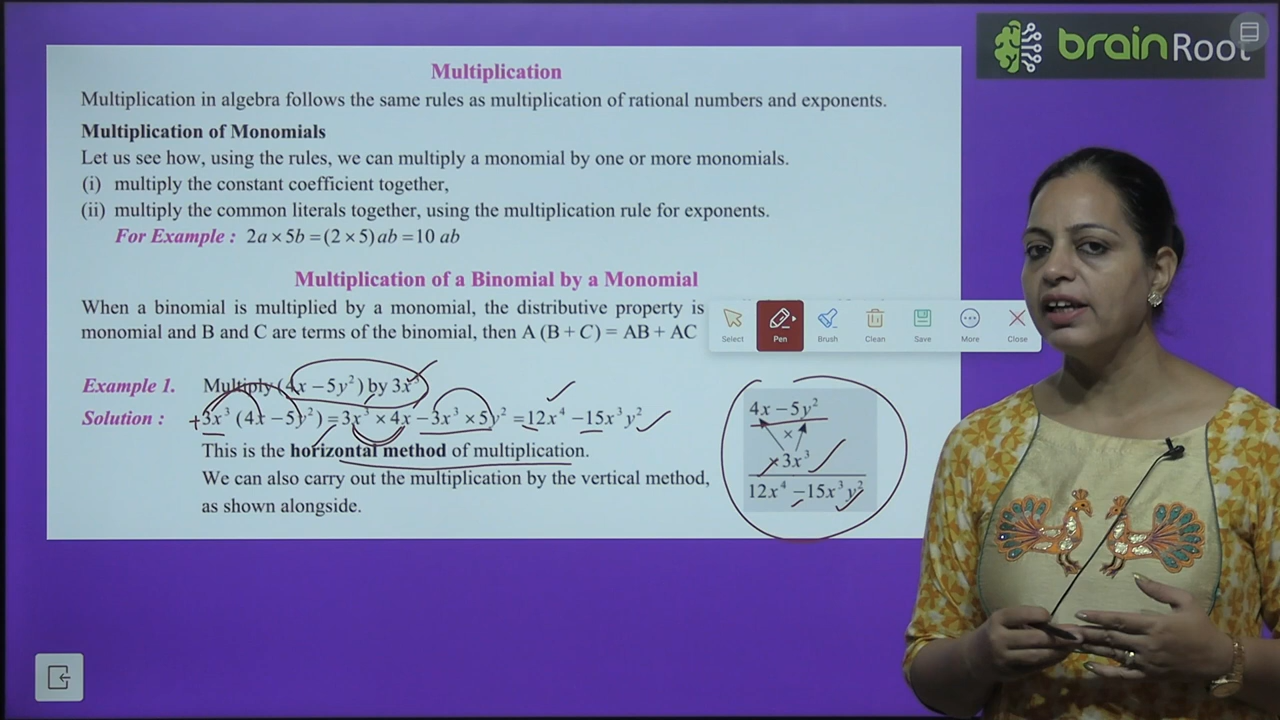 brainRoot
Multiplication
Multiplication in algebra follows the same rules as multiplication of rational numbers and exponents.
Multiplication of Monomials
Let us see how, using the rules, we can multiply a monomial by one or more monomials.
(i) multiply the constant coefficient together,
(ii) multiply the common literals together, using the multiplication rule for exponents.
For Example : 2a × 5b = (2 × 5) ab = 10 ab
Multiplication of a Binomial by a Monomial
When a binomial is multiplied by a monomial, the distributive property is
monomial and B and C are terms of the binomial, then A (B + C) = AB + AC
Select Pen Brush Clean Save More Close
Example 1. Multiply (4x − 5y²) by 3x³
Solution : +3x³ (4x − 5y²) = 3x³ × 4x − 3x³ × 5y² = 12x⁴ − 15x³y²
This is the horizontal method of multiplication.
We can also carry out the multiplication by the vertical method,
as shown alongside.
4x − 5y²
×
× 3x³
12x⁴ − 15x³y²